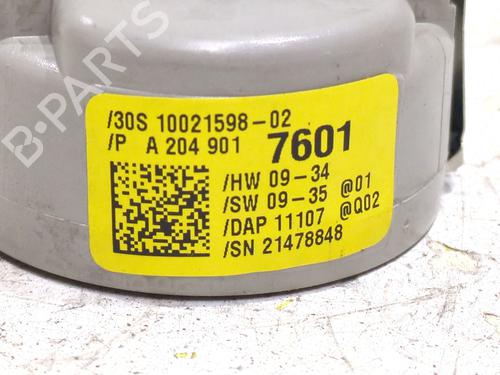 /30S 10021598-02
/P A 204 901 7601
/HW 09-34
/SW 09-35 @01
/DAP 11107 @Q02
/SN 21478848
B-Parts